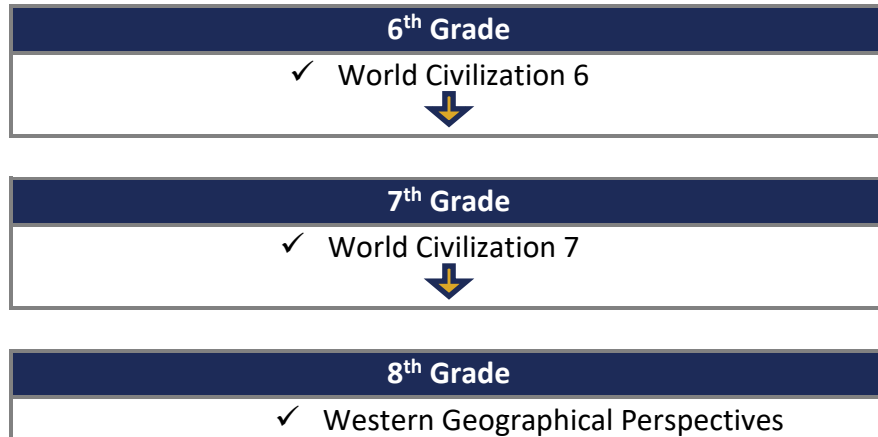 6th Grade
✓ World Civilization 6
7th Grade
✓ World Civilization 7
8th Grade
✓ Western Geographical Perspectives